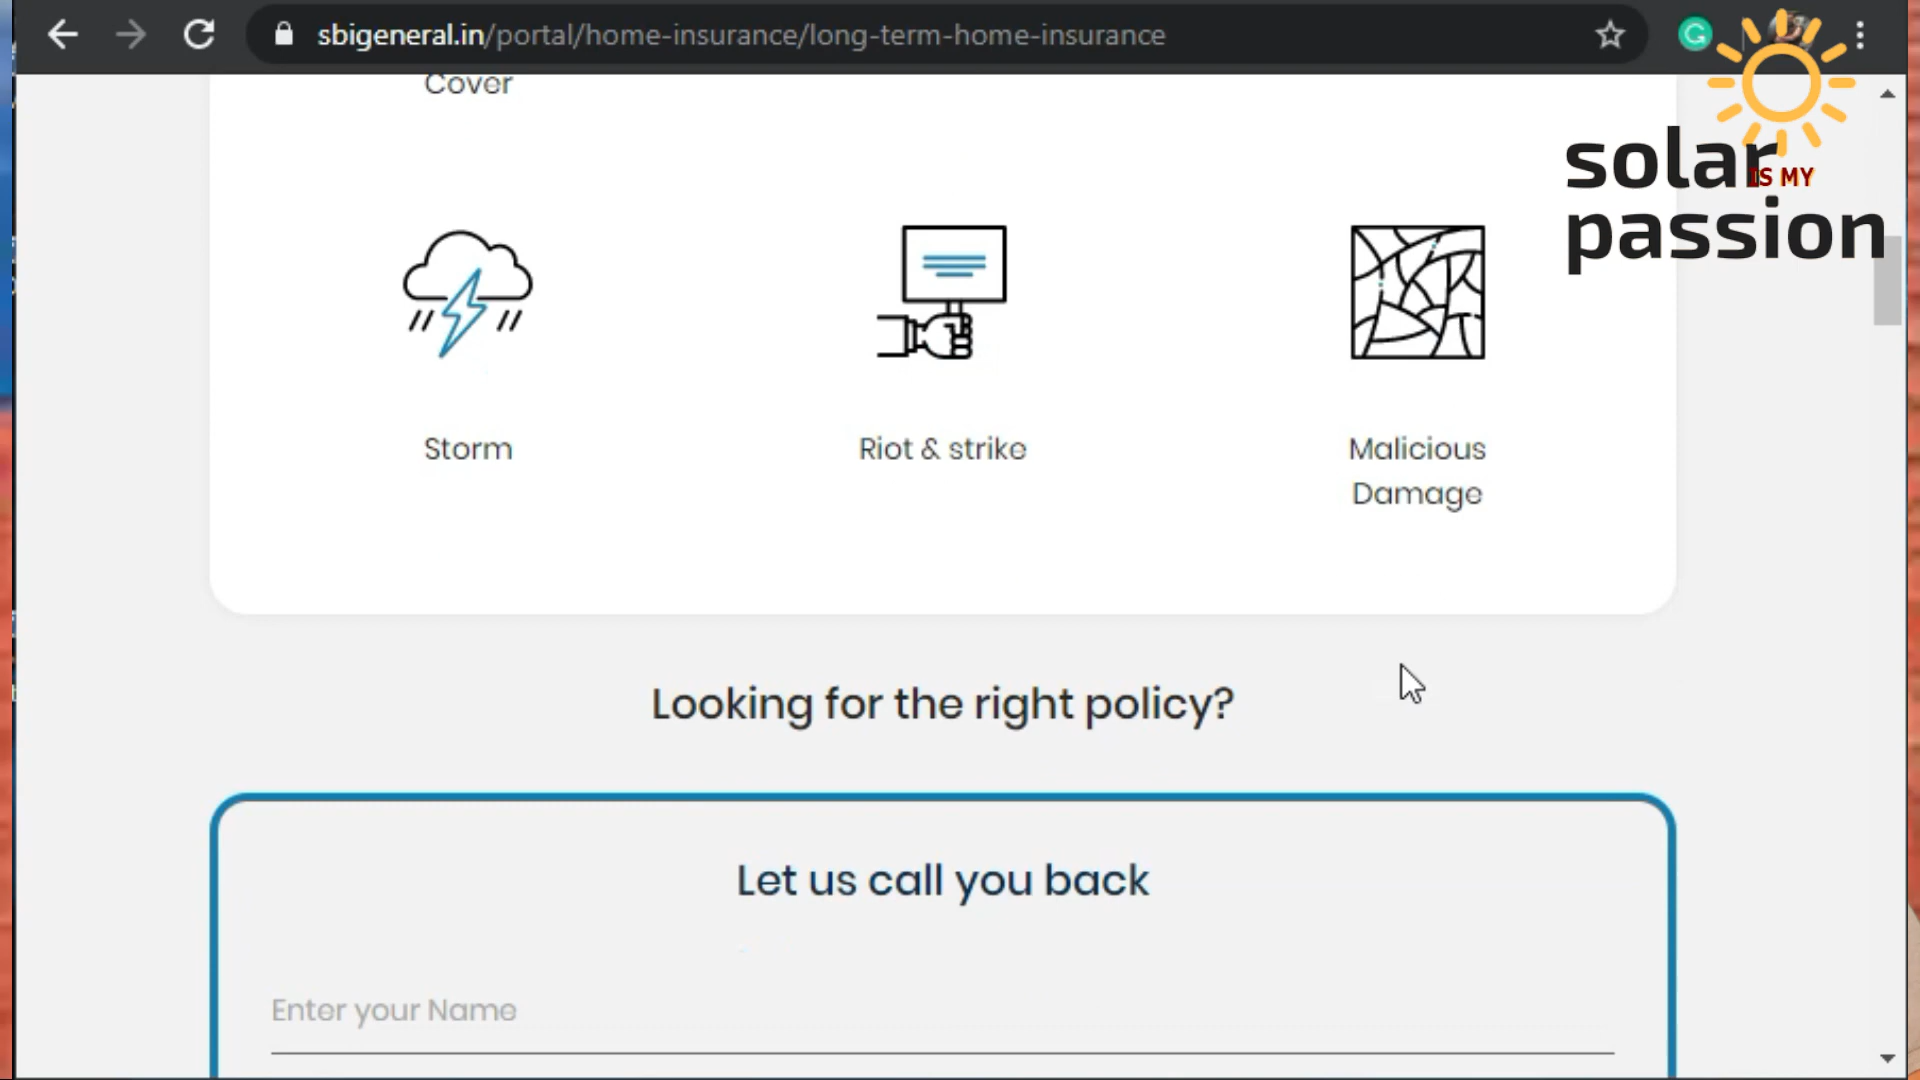 sbigeneral.in/portal/home-insurance/long-term-home-insurance
Cover
solar
IS MY
passion
Storm
Riot & strike
Malicious
Damage
Looking for the right policy?
Let us call you back
Enter your Name